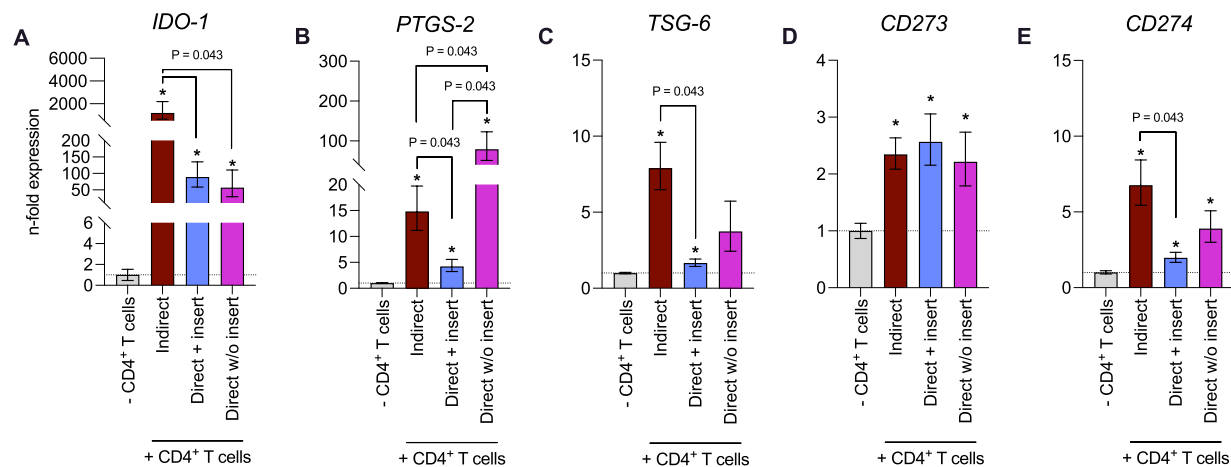 A
IDO-1
n-fold expression
6000
4000
2000
200
150
100
50
6
4
2
0
P = 0.043
*
*
*
- CD4⁺ T cells
Indirect
Direct + insert
Direct w/o insert
+ CD4⁺ T cells
B
PTGS-2
300
200
100
20
15
10
5
0
P = 0.043
P = 0.043
P = 0.043
*
*
*
- CD4⁺ T cells
Indirect
Direct + insert
Direct w/o insert
+ CD4⁺ T cells
C
TSG-6
15
10
5
0
P = 0.043
*
*
- CD4⁺ T cells
Indirect
Direct + insert
Direct w/o insert
+ CD4⁺ T cells
D
CD273
4
3
2
1
0
*
*
*
- CD4⁺ T cells
Indirect
Direct + insert
Direct w/o insert
+ CD4⁺ T cells
E
CD274
15
10
5
0
P = 0.043
*
*
*
- CD4⁺ T cells
Indirect
Direct + insert
Direct w/o insert
+ CD4⁺ T cells